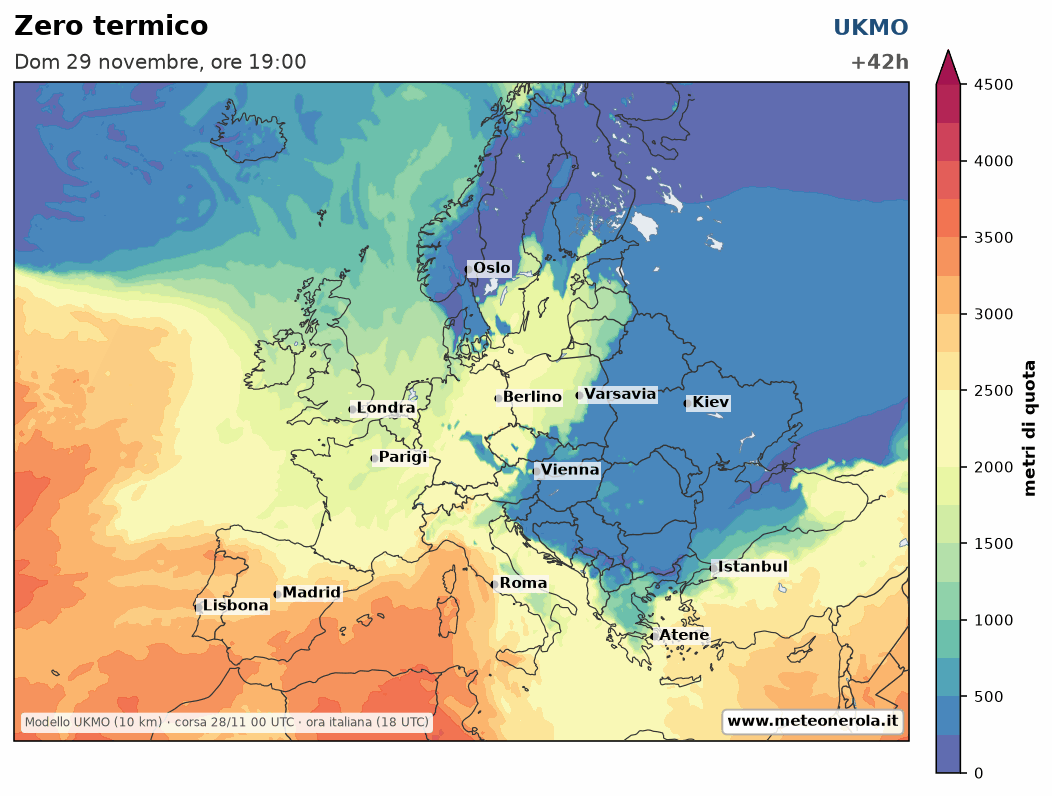 Zero termico
UKMO
Dom 29 novembre, ore 19:00
+42h
4500
4000
3500
3000
2500
2000
1500
1000
500
0
metri di quota
Oslo
Berlino
Varsavia
Kiev
Londra
Parigi
Vienna
Istanbul
Roma
Madrid
Lisbona
Atene
Modello UKMO (10 km) · corsa 28/11 00 UTC · ora italiana (18 UTC)
www.meteonerola.it